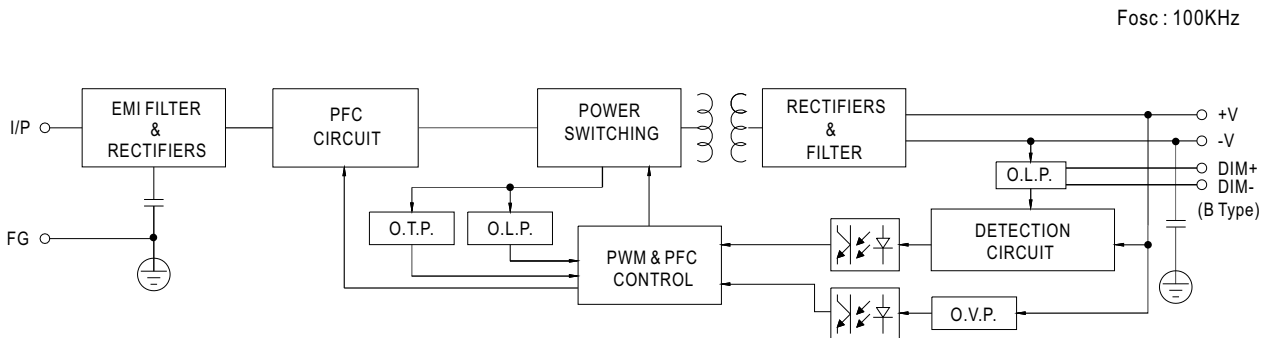 Fosc : 100KHz
I/P
EMI FILTER
&
RECTIFIERS
PFC
CIRCUIT
POWER
SWITCHING
RECTIFIERS
&
FILTER
+V
-V
DIM+
DIM-
(B Type)
O.L.P.
FG
O.T.P.
O.L.P.
PWM & PFC
CONTROL
DETECTION
CIRCUIT
O.V.P.